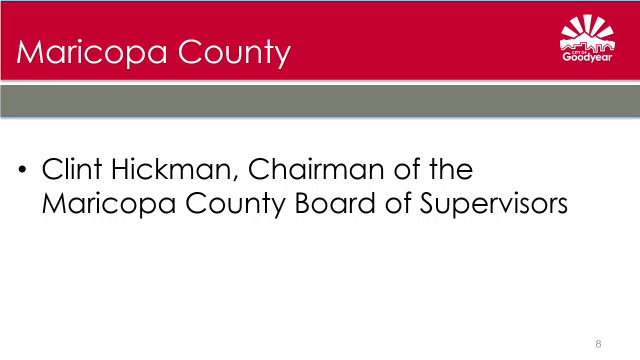 Maricopa County
CITY OF
Goodyear
• Clint Hickman, Chairman of the
Maricopa County Board of Supervisors
8